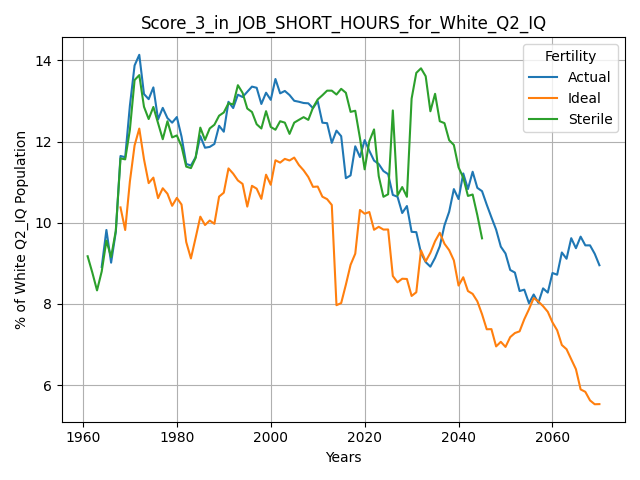 Score_3_in_JOB_SHORT_HOURS_for_White_Q2_IQ
% of White Q2_IQ Population
14
12
10
8
6
Fertility
Actual
Ideal
Sterile
1960
1980
2000
2020
2040
2060
Years